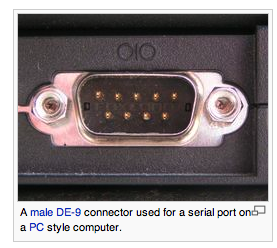 A male DE-9 connector used for a serial port on
a PC style computer.